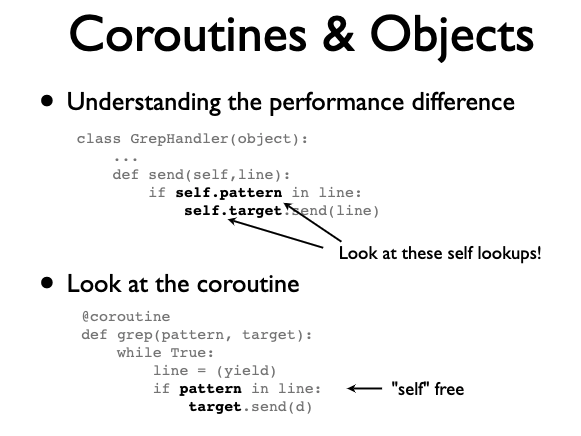 Coroutines & Objects
• Understanding the performance difference
class GrepHandler(object):
    ...
    def send(self,line):
        if self.pattern in line:
            self.target.send(line)
Look at these self lookups!
• Look at the coroutine
@coroutine
def grep(pattern, target):
    while True:
        line = (yield)
        if pattern in line:
            target.send(d)
"self" free